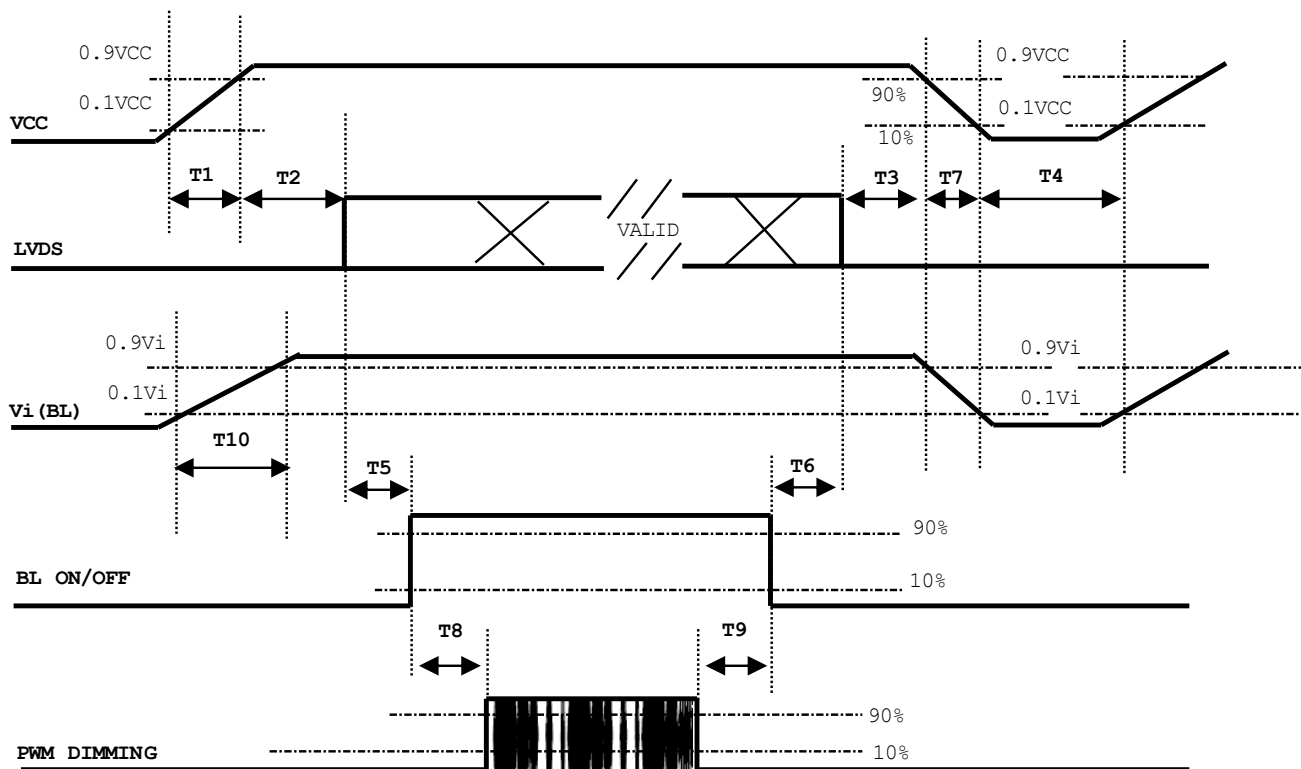 0.9VCC
0.9VCC
90%
0.1VCC
0.1VCC
VCC
10%
T1
T2
T3
T7
T4
VALID
LVDS
0.9Vi
0.9Vi
0.1Vi
0.1Vi
Vi(BL)
T10
T5
T6
90%
BL ON/OFF
10%
T8
T9
90%
PWM DIMMING
10%